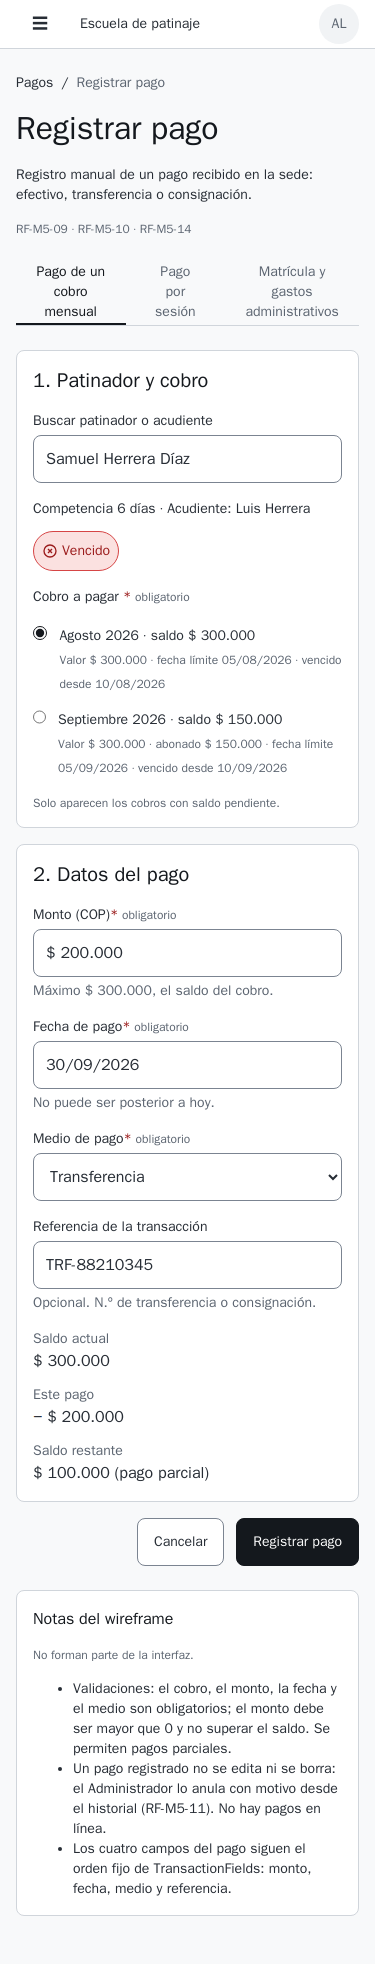 Escuela de patinaje
AL
Pagos / Registrar pago
Registrar pago
Registro manual de un pago recibido en la sede:
efectivo, transferencia o consignación.
RF-M5-09 · RF-M5-10 · RF-M5-14
Pago de un
cobro
mensual
Pago
por
sesión
Matrícula y
gastos
administrativos
1. Patinador y cobro
Buscar patinador o acudiente
Samuel Herrera Díaz
Competencia 6 días · Acudiente: Luis Herrera
Vencido
Cobro a pagar * obligatorio
Agosto 2026 · saldo $ 300.000
Valor $ 300.000 · fecha límite 05/08/2026 · vencido
desde 10/08/2026
Septiembre 2026 · saldo $ 150.000
Valor $ 300.000 · abonado $ 150.000 · fecha límite
05/09/2026 · vencido desde 10/09/2026
Solo aparecen los cobros con saldo pendiente.
2. Datos del pago
Monto (COP)* obligatorio
$ 200.000
Máximo $ 300.000, el saldo del cobro.
Fecha de pago* obligatorio
30/09/2026
No puede ser posterior a hoy.
Medio de pago* obligatorio
Transferencia
Referencia de la transacción
TRF-88210345
Opcional. N.º de transferencia o consignación.
Saldo actual
$ 300.000
Este pago
− $ 200.000
Saldo restante
$ 100.000 (pago parcial)
Cancelar
Registrar pago
Notas del wireframe
No forman parte de la interfaz.
• Validaciones: el cobro, el monto, la fecha y
el medio son obligatorios; el monto debe
ser mayor que 0 y no superar el saldo. Se
permiten pagos parciales.
• Un pago registrado no se edita ni se borra:
el Administrador lo anula con motivo desde
el historial (RF-M5-11). No hay pagos en
línea.
• Los cuatro campos del pago siguen el
orden fijo de TransactionFields: monto,
fecha, medio y referencia.